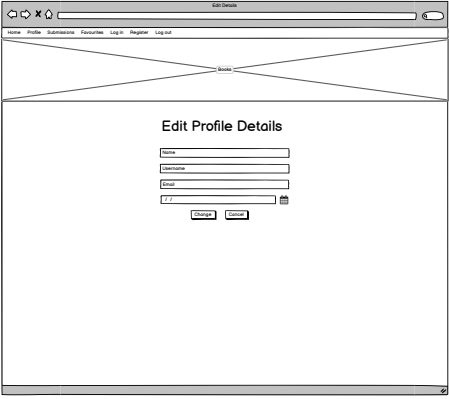 Edit Details
Home Profile Submissions Favourites Log in Register Log out
Books
Edit Profile Details
Name
Username
Email
/ /
Change Cancel